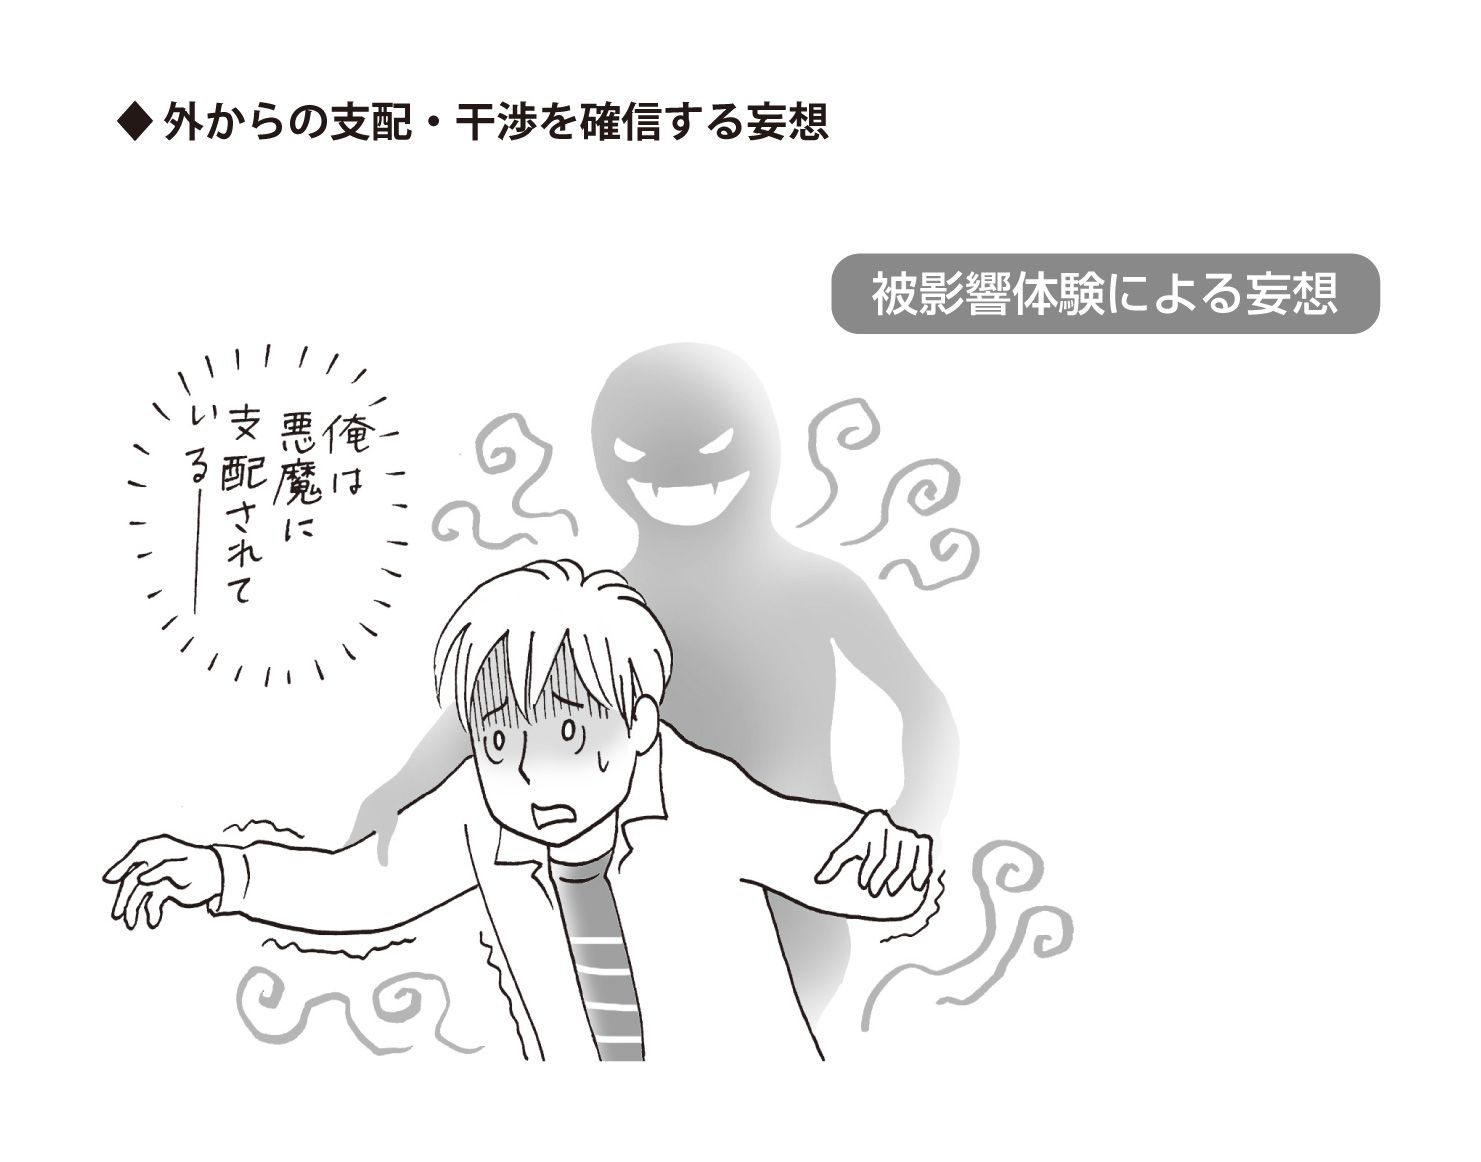 ◆外からの支配・干渉を確信する妄想
被影響体験による妄想
俺は
悪魔に
支配されて
いる――